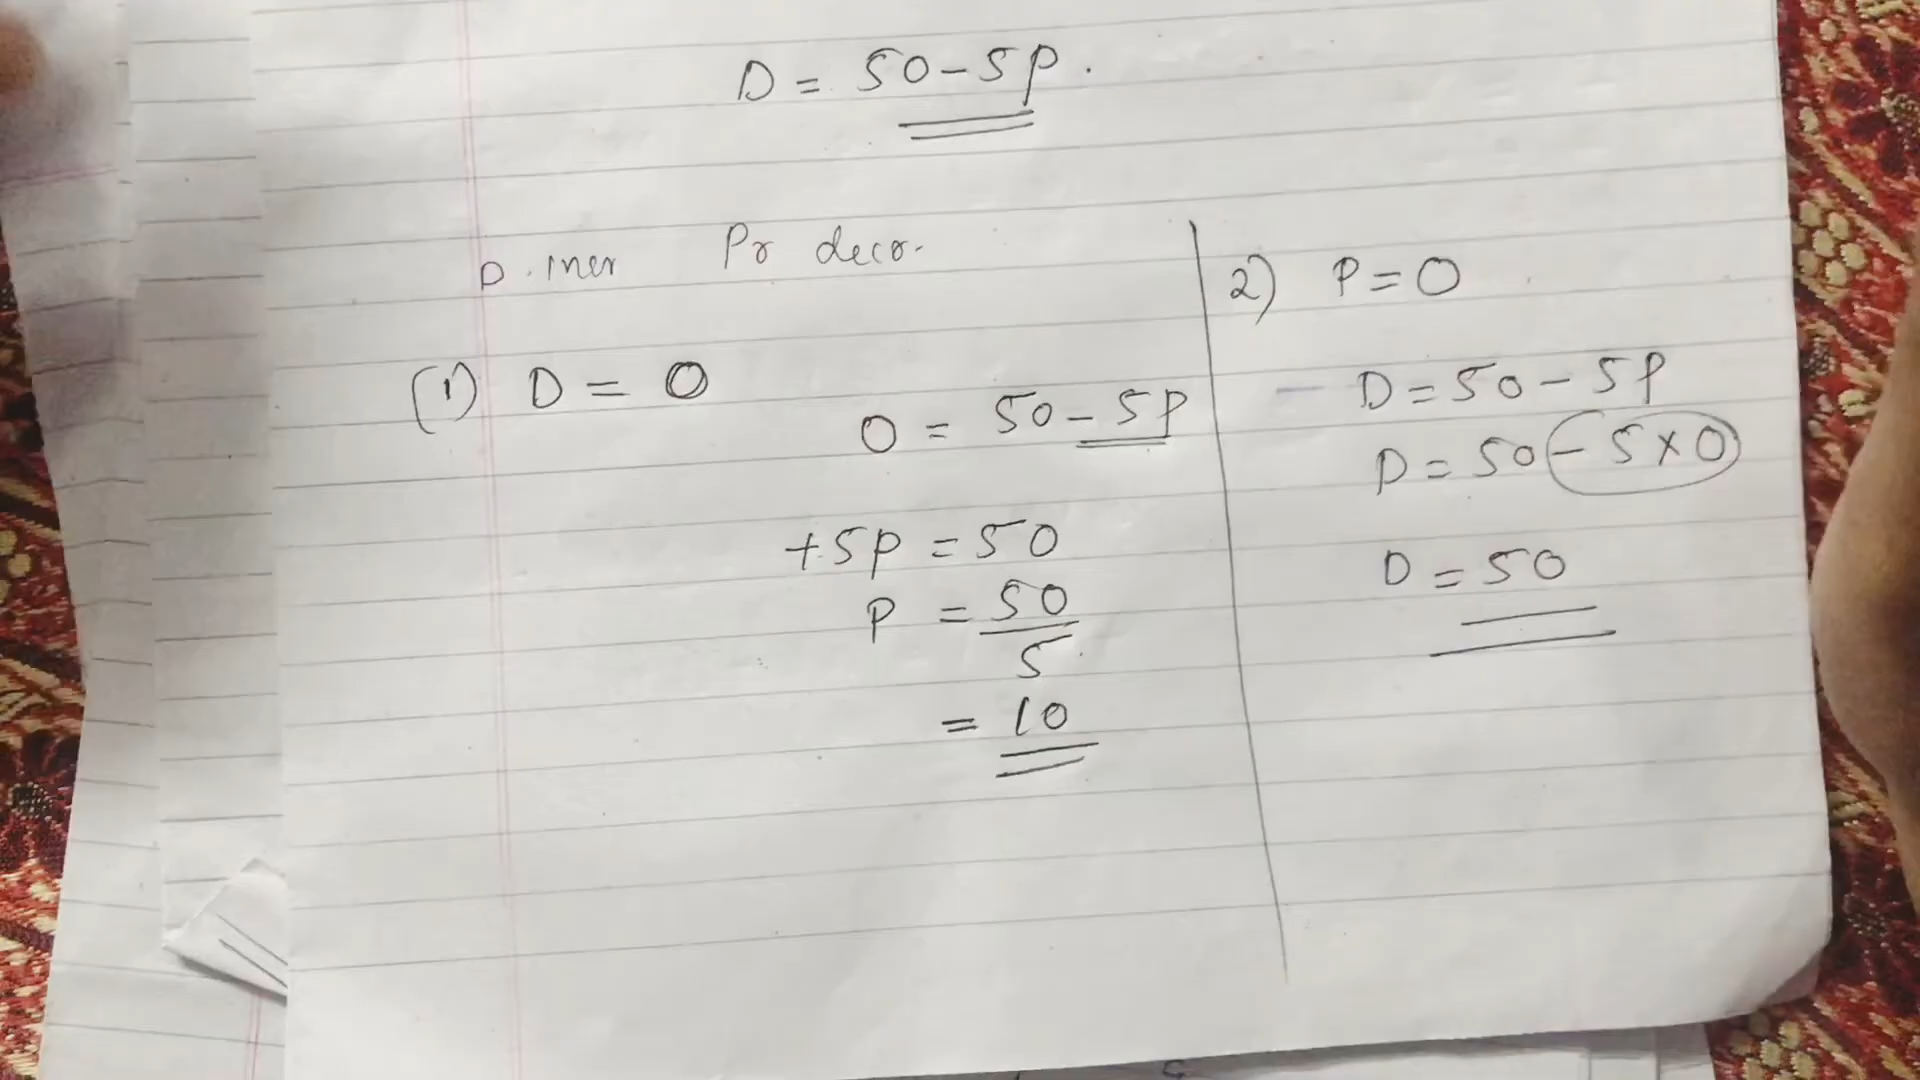 D = 50 - 5P.
D. incr Pr decr.
(1) D = 0
0 = 50 - 5P
+5P = 50
P = 50/5
= 10
2) P = 0
D = 50 - 5P
D = 50 - 5 × 0
D = 50